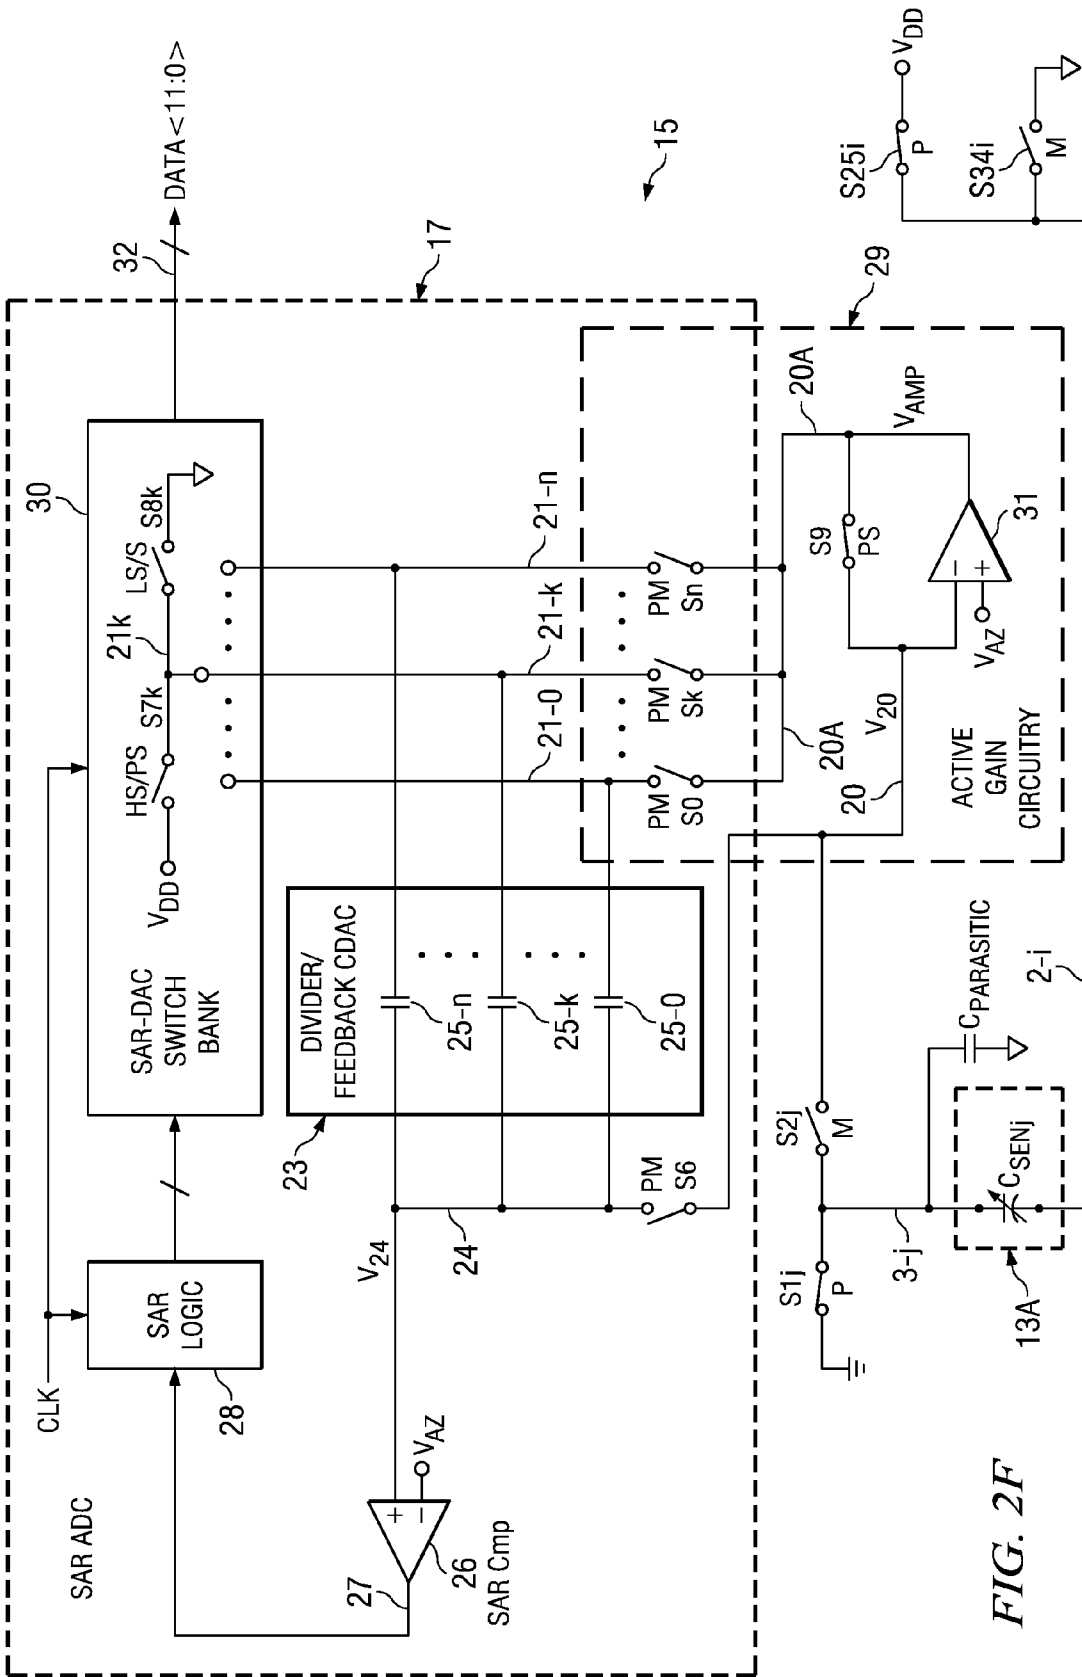 SAR ADC
CLK
SAR
LOGIC
28
SAR-DAC
SWITCH
BANK
VDD
HS/PS
S7k
21k
LS/S
S8k
30
32
DATA<11:0>
17
15
27
26
SAR Cmp
+
−
VAZ
V24
24
23
DIVIDER/
FEEDBACK CDAC
25-n
25-k
25-0
21-0
21-k
21-n
PM
S6
PM
S0
PM
Sk
PM
Sn
20A
20A
29
S9
PS
VAMP
V20
20
−
+
VAZ
31
ACTIVE
GAIN
CIRCUITRY
S1j
P
S2j
M
3-j
CPARASITIC
CSENj
13A
2-i
S25i
P
VDD
S34i
M
FIG. 2F